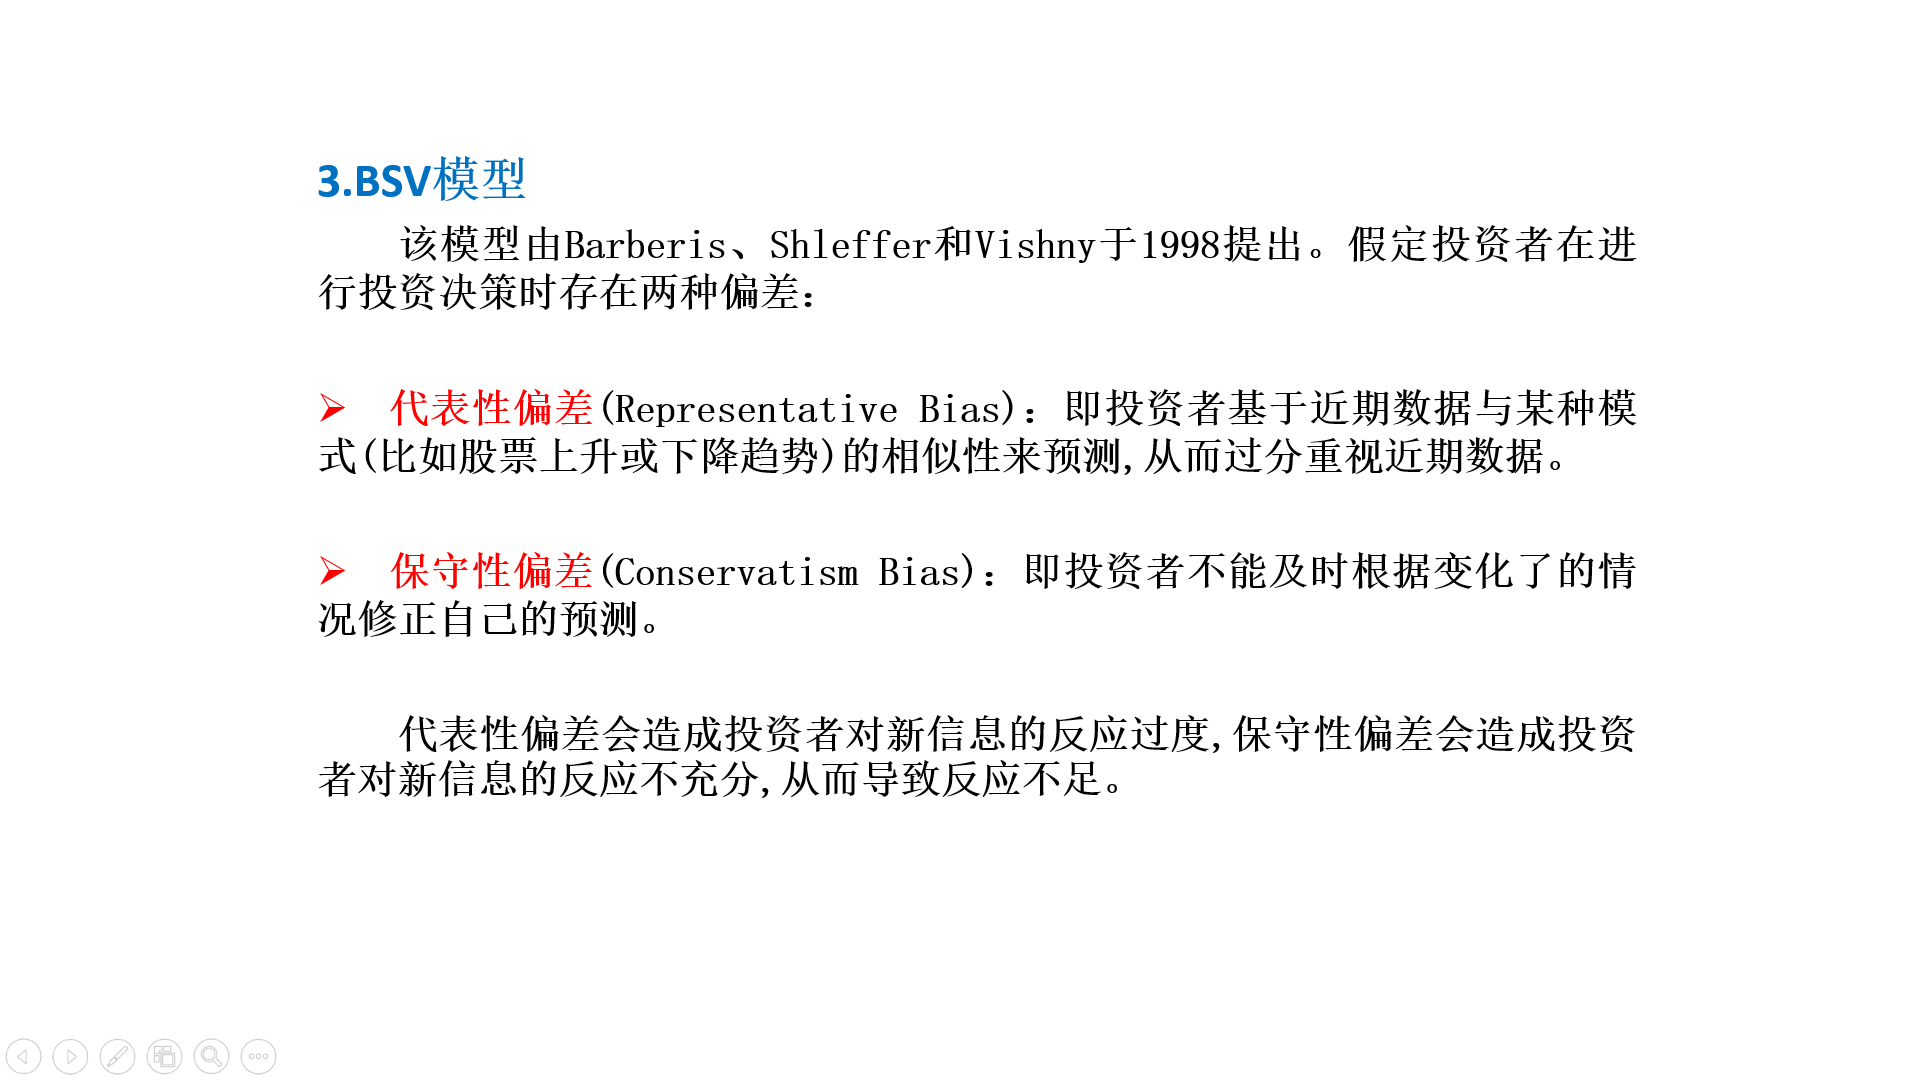 3.BSV模型
该模型由Barberis、Shleffer和Vishny于1998提出。假定投资者在进
行投资决策时存在两种偏差：
➢ 代表性偏差(Representative Bias)：即投资者基于近期数据与某种模
式(比如股票上升或下降趋势)的相似性来预测,从而过分重视近期数据。
➢ 保守性偏差(Conservatism Bias)：即投资者不能及时根据变化了的情
况修正自己的预测。
代表性偏差会造成投资者对新信息的反应过度,保守性偏差会造成投资
者对新信息的反应不充分,从而导致反应不足。